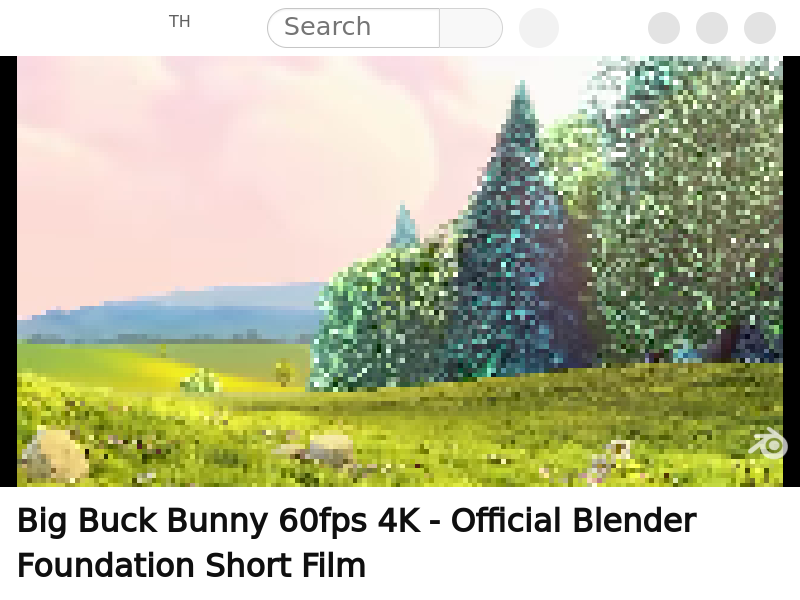 TH
Search
Big Buck Bunny 60fps 4K - Official Blender
Foundation Short Film